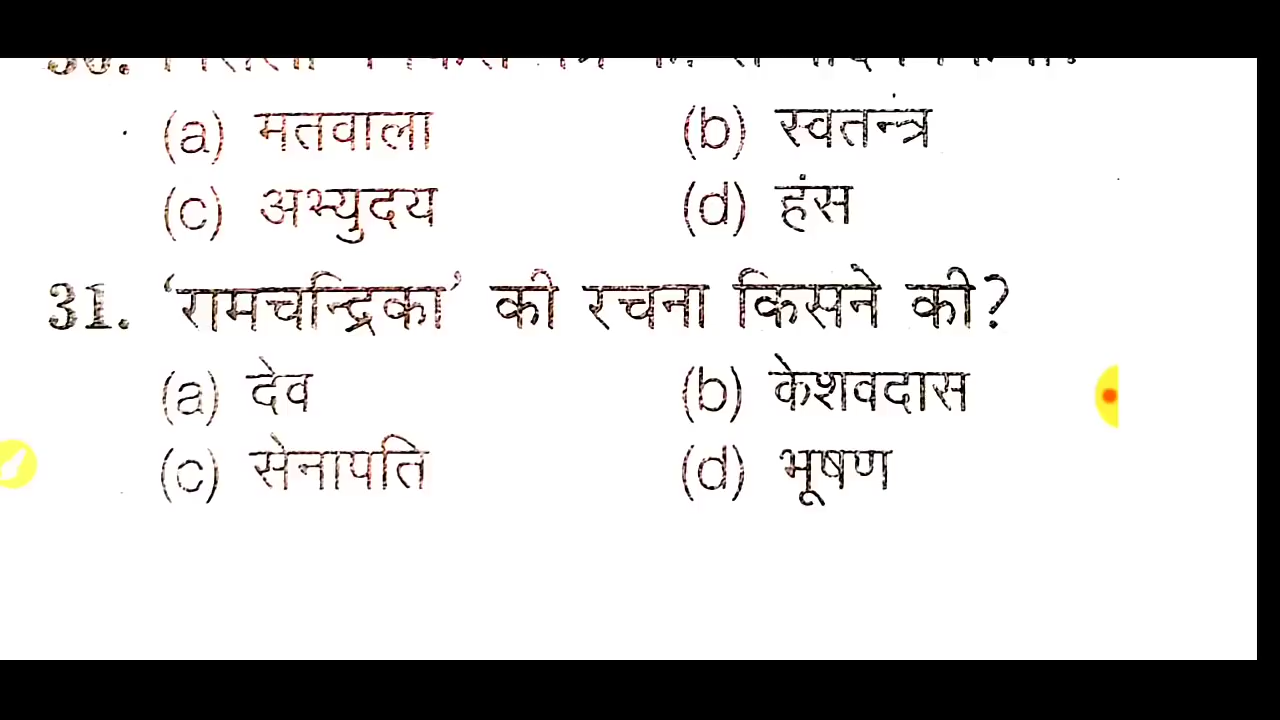 (a) मतवाला (b) स्वतन्त्र
(c) अभ्युदय (d) हंस
31. 'रामचन्द्रिका' की रचना किसने की?
(a) देव (b) केशवदास
(c) सेनापति (d) भूषण